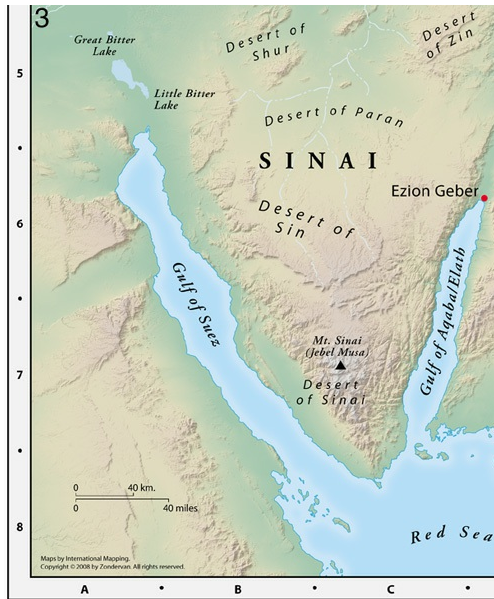 3
Great Bitter
Lake
Desert of
Shur
Desert
of Zin
5
Little Bitter
Lake
Desert of Paran
SINAI
Ezion Geber
6
Desert of
Sin
Gulf of Suez
Gulf of Aqaba/Elath
Mt. Sinai
(Jebel Musa)
7
Desert
of Sinai
0 40 km.
0 40 miles
8
Red Sea
Maps by International Mapping.
Copyright © 2008 by Zondervan. All rights reserved.
A B C